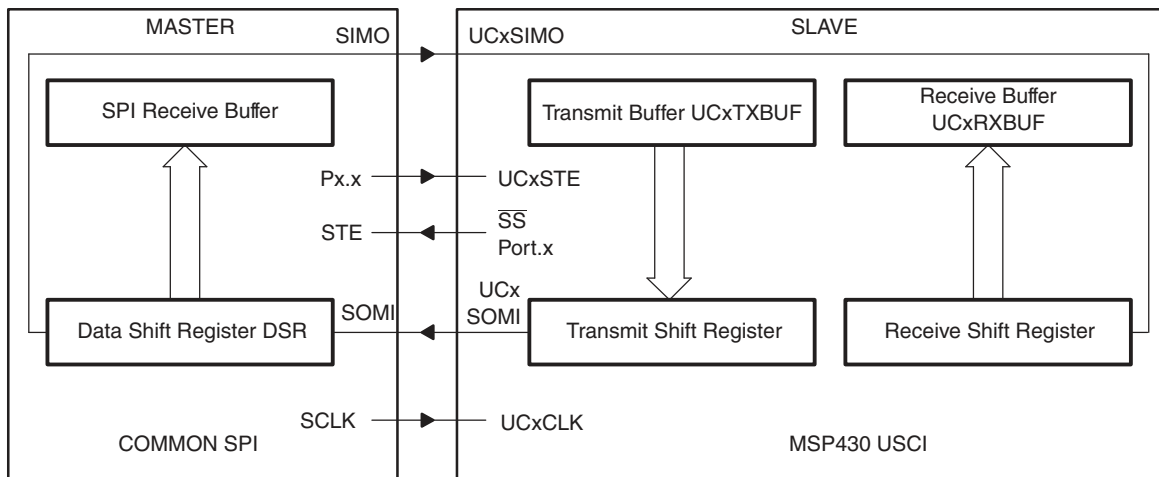 MASTER
SLAVE
SIMO
UCxSIMO
SPI Receive Buffer
Transmit Buffer UCxTXBUF
Receive Buffer
UCxRXBUF
Px.x
UCxSTE
STE
SS
Port.x
Data Shift Register DSR
SOMI
UCx
SOMI
Transmit Shift Register
Receive Shift Register
SCLK
UCxCLK
COMMON SPI
MSP430 USCI